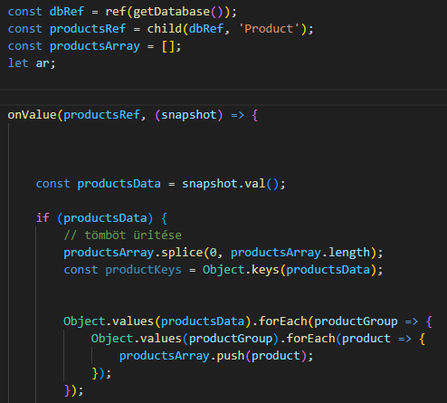 const dbRef = ref(getDatabase());
const productsRef = child(dbRef, 'Product');
const productsArray = [];
let ar;
onValue(productsRef, (snapshot) => {
const productsData = snapshot.val();
if (productsData) {
// tömböt üritése
productsArray.splice(0, productsArray.length);
const productKeys = Object.keys(productsData);
Object.values(productsData).forEach(productGroup => {
Object.values(productGroup).forEach(product => {
productsArray.push(product);
});
});